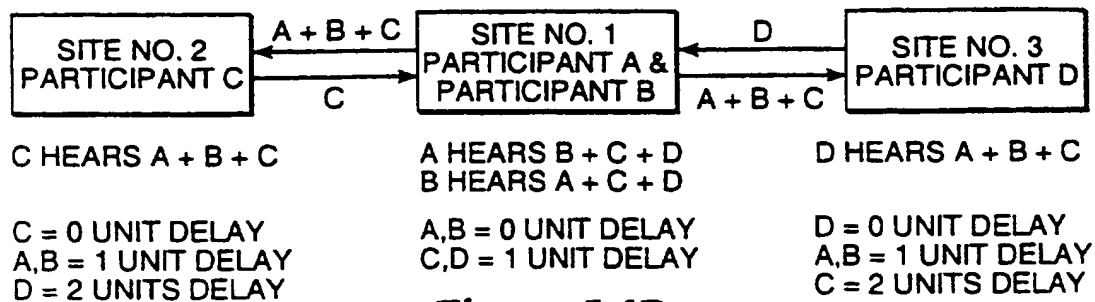 SITE NO. 2
PARTICIPANT C
A + B + C
C
SITE NO. 1
PARTICIPANT A &
PARTICIPANT B
D
A + B + C
SITE NO. 3
PARTICIPANT D
C HEARS A + B + C
A HEARS B + C + D
B HEARS A + C + D
D HEARS A + B + C
C = 0 UNIT DELAY
A,B = 1 UNIT DELAY
D = 2 UNITS DELAY
A,B = 0 UNIT DELAY
C,D = 1 UNIT DELAY
D = 0 UNIT DELAY
A,B = 1 UNIT DELAY
C = 2 UNITS DELAY